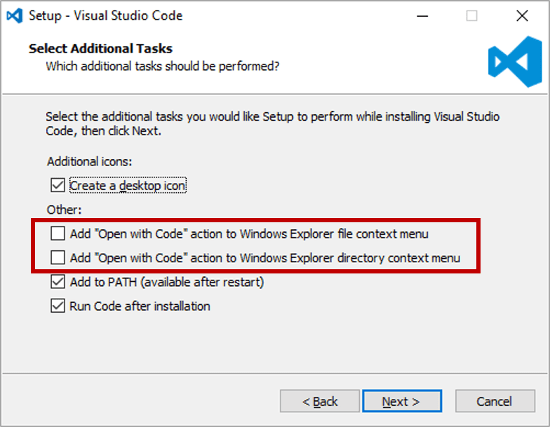 Setup - Visual Studio Code
Select Additional Tasks
Which additional tasks should be performed?
Select the additional tasks you would like Setup to perform while installing Visual Studio
Code, then click Next.
Additional icons:
Create a desktop icon
Other:
Add "Open with Code" action to Windows Explorer file context menu
Add "Open with Code" action to Windows Explorer directory context menu
Add to PATH (available after restart)
Run Code after installation
< Back
Next >
Cancel